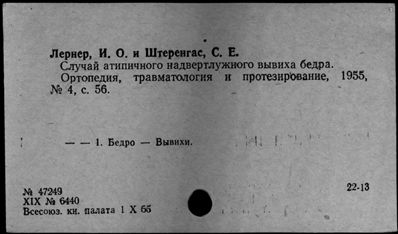 Лернер, И. О. и Штеренгас, С. Е.
Случай атипичного надвертлужного вывиха бедра.
Ортопедия, травматология и протезирование, 1955,
№ 4, с. 56.
— — 1. Бедро — Вывихи.
№ 47249
22-13
XIX № 6440
Всесоюз. кн. палата 1 X 65